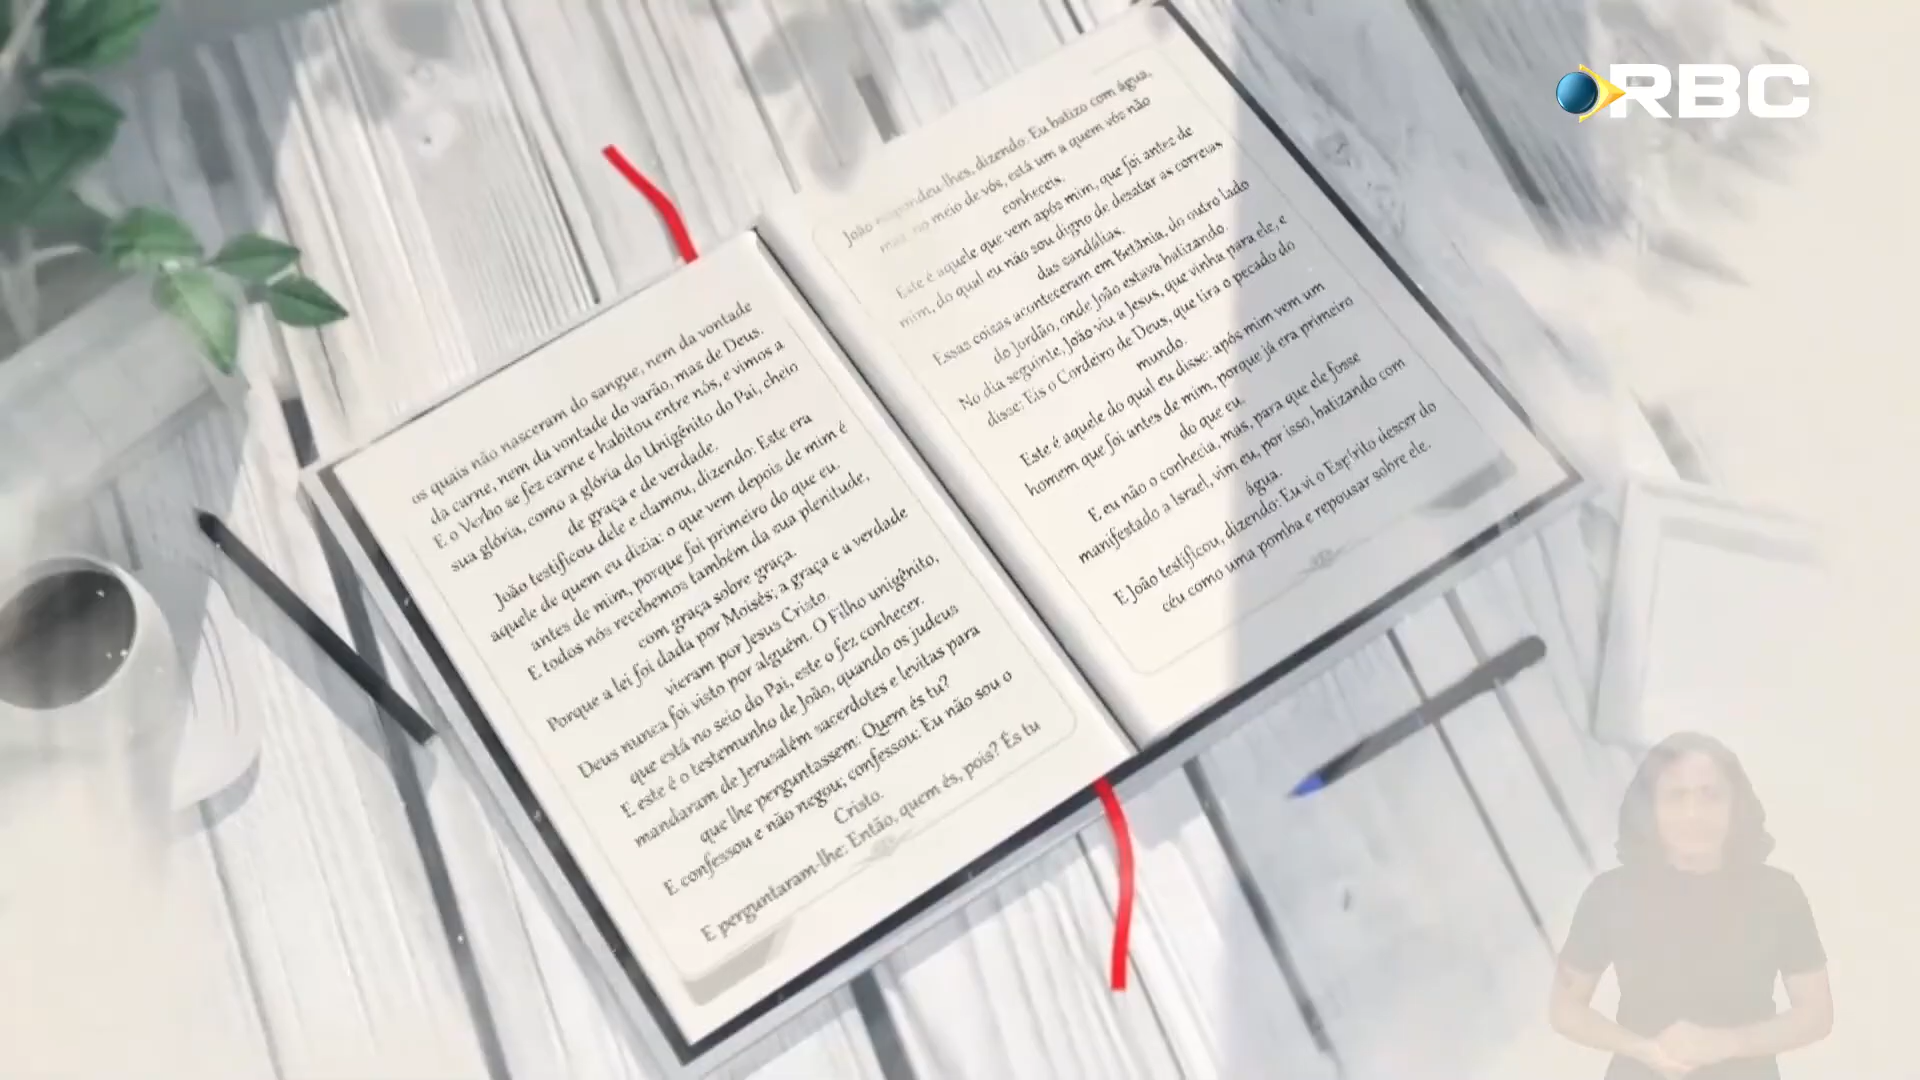 os quais não nasceram do sangue, nem da vontade
da carne, nem da vontade do varão, mas de Deus.
E o Verbo se fez carne e habitou entre nós, e vimos a
sua glória, como a glória do Unigênito do Pai, cheio
de graça e de verdade.
João testificou dele e clamou, dizendo: Este era
aquele de quem eu dizia: o que vem depois de mim é
antes de mim, porque foi primeiro do que eu.
E todos nós recebemos também da sua plenitude,
com graça sobre graça.
Porque a lei foi dada por Moisés; a graça e a verdade
vieram por Jesus Cristo.
Deus nunca foi visto por alguém. O Filho unigênito,
que está no seio do Pai, este o fez conhecer.
E este é o testemunho de João, quando os judeus
mandaram de Jerusalém sacerdotes e levitas para
que lhe perguntassem: Quem és tu?
E confessou e não negou; confessou: Eu não sou o
Cristo.
E perguntaram-lhe: Então, quem és, pois? És tu
João respondeu-lhes, dizendo: Eu batizo com água,
mas, no meio de vós, está um a quem vós não
conheceis.
Este é aquele que vem após mim, que foi antes de
mim, do qual eu não sou digno de desatar as correias
das sandálias.
Essas coisas aconteceram em Betânia, do outro lado
do Jordão, onde João estava batizando.
No dia seguinte, João viu a Jesus, que vinha para ele, e
disse: Eis o Cordeiro de Deus, que tira o pecado do
mundo.
Este é aquele do qual eu disse: após mim vem um
homem que foi antes de mim, porque já era primeiro
do que eu.
E eu não o conhecia, mas, para que ele fosse
manifestado a Israel, vim eu, por isso, batizando com
água.
E João testificou, dizendo: Eu vi o Espírito descer do
céu como uma pomba e repousar sobre ele.
RBC